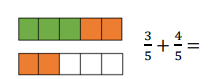 3/5 + 4/5 =